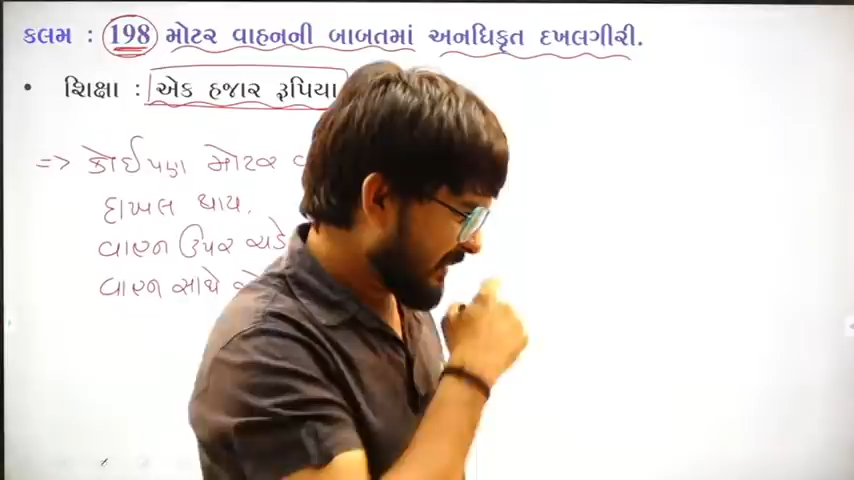 કલમ : 198 મોટર વાહનની બાબતમાં અનધિકૃત દખલગીરી.
• શિક્ષા : એક હજાર રૂપિયા
=> કોઈપણ મોટર વ
દાખલ થાય.
વાહન ઉપર ચડે
વાહન સાથે